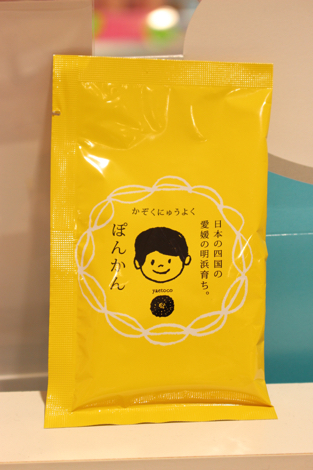 かぞくにゅうよく
日本の四国の
愛媛の明浜育ち。
ぽんかん
yaetoco